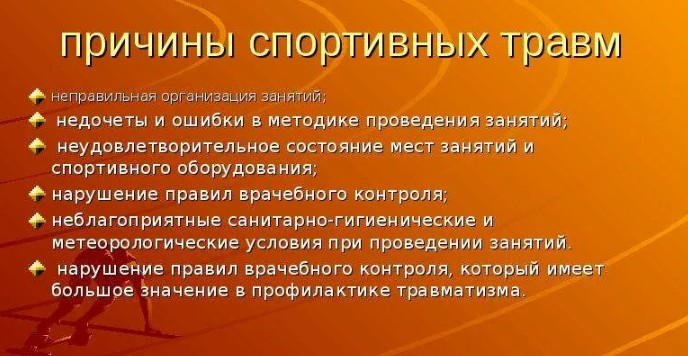 причины спортивных травм
неправильная организация занятий;
недочеты и ошибки в методике проведения занятий;
неудовлетворительное состояние мест занятий и
спортивного оборудования;
нарушение правил врачебного контроля;
неблагоприятные санитарно-гигиенические и
метеорологические условия при проведении занятий.
нарушение правил врачебного контроля, который имеет
большое значение в профилактике травматизма.